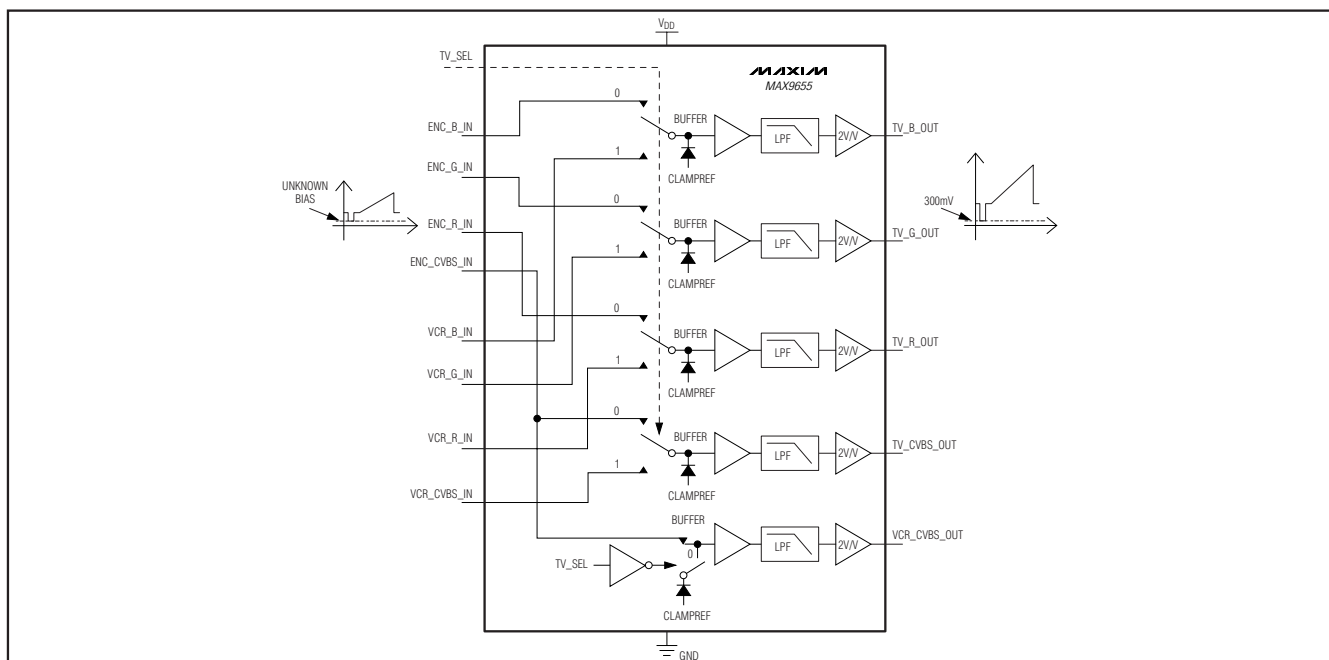 VDD
TV_SEL
MAXIM
MAX9655
0
BUFFER
ENC_B_IN
LPF
2V/V
TV_B_OUT
1
CLAMPREF
ENC_G_IN
UNKNOWN
BIAS
0
300mV
BUFFER
ENC_R_IN
LPF
2V/V
TV_G_OUT
1
ENC_CVBS_IN
CLAMPREF
0
VCR_B_IN
BUFFER
LPF
2V/V
TV_R_OUT
1
VCR_G_IN
CLAMPREF
0
VCR_R_IN
BUFFER
LPF
2V/V
TV_CVBS_OUT
1
VCR_CVBS_IN
CLAMPREF
BUFFER
LPF
2V/V
VCR_CVBS_OUT
0
TV_SEL
CLAMPREF
GND